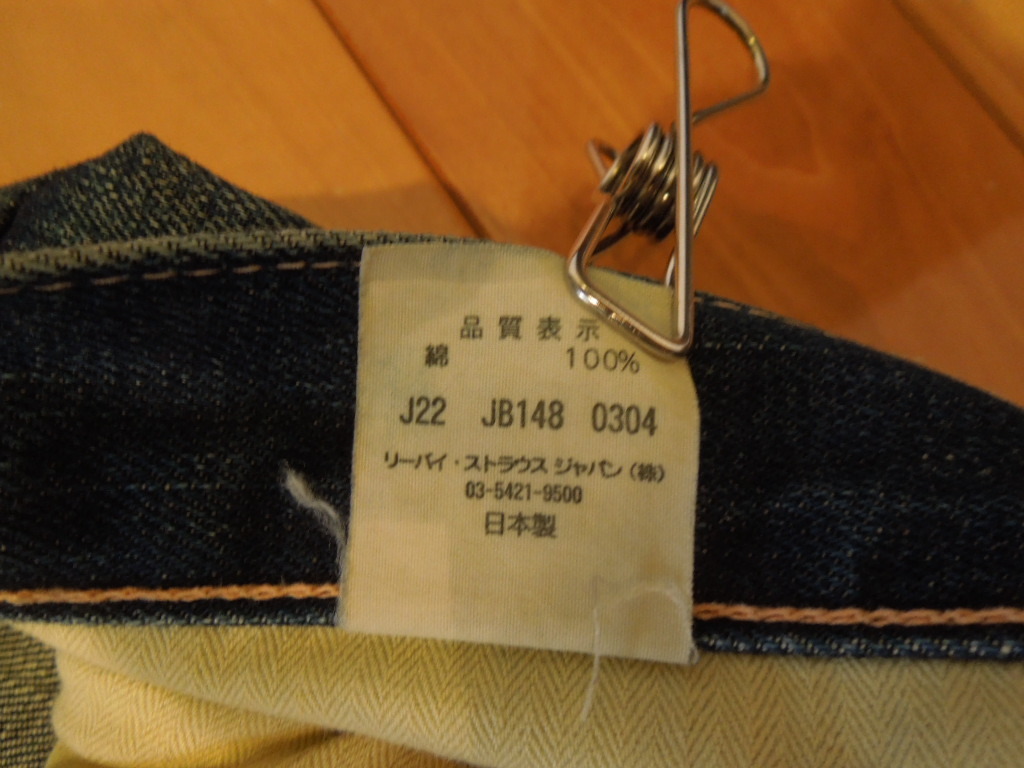 品質表示
綿 100%
J22 JB148 0304
リーバイ・ストラウス ジャパン(株)
03-5421-9500
日本製